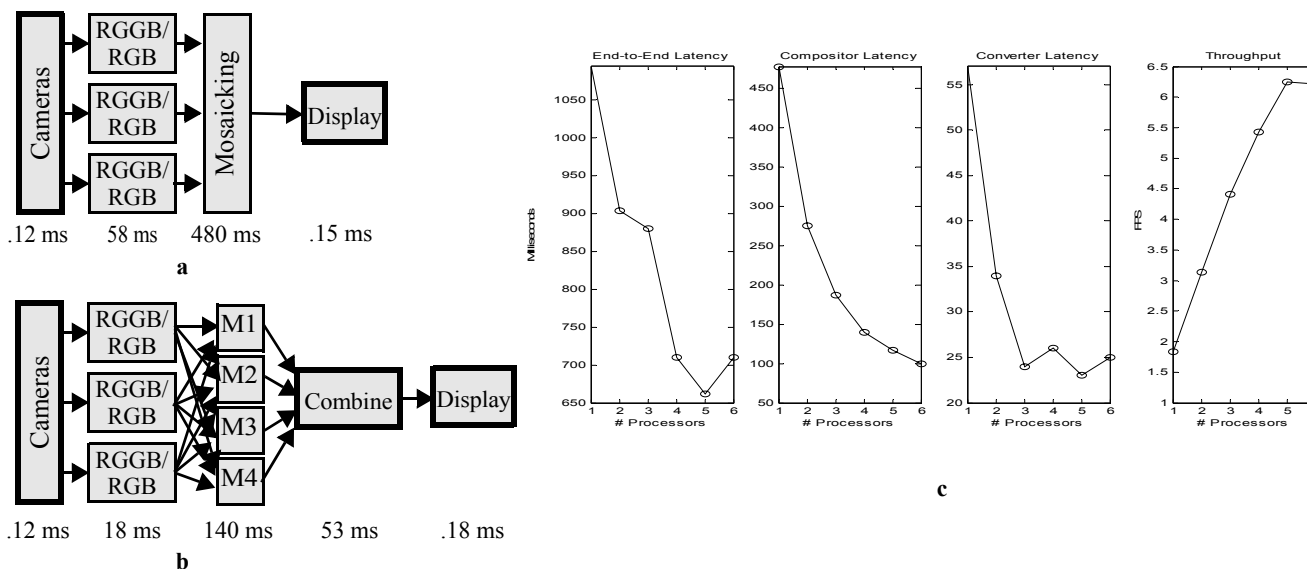 Cameras
RGGB/
RGB
RGGB/
RGB
RGGB/
RGB
Mosaicking
Display
.12 ms 58 ms 480 ms .15 ms
a
Cameras
RGGB/
RGB
RGGB/
RGB
RGGB/
RGB
M1
M2
M3
M4
Combine
Display
.12 ms 18 ms 140 ms 53 ms .18 ms
b
End-to-End Latency
Milliseconds
1050
1000
950
900
850
800
750
700
650
1 2 3 4 5 6
# Processors
Compositor Latency
450
400
350
300
250
200
150
100
50
1 2 3 4 5 6
# Processors
Converter Latency
55
50
45
40
35
30
25
20
1 2 3 4 5 6
# Processors
Throughput
FPS
6.5
6
5.5
5
4.5
4
3.5
3
2.5
2
1.5
1
1 2 3 4 5
# Processors
c